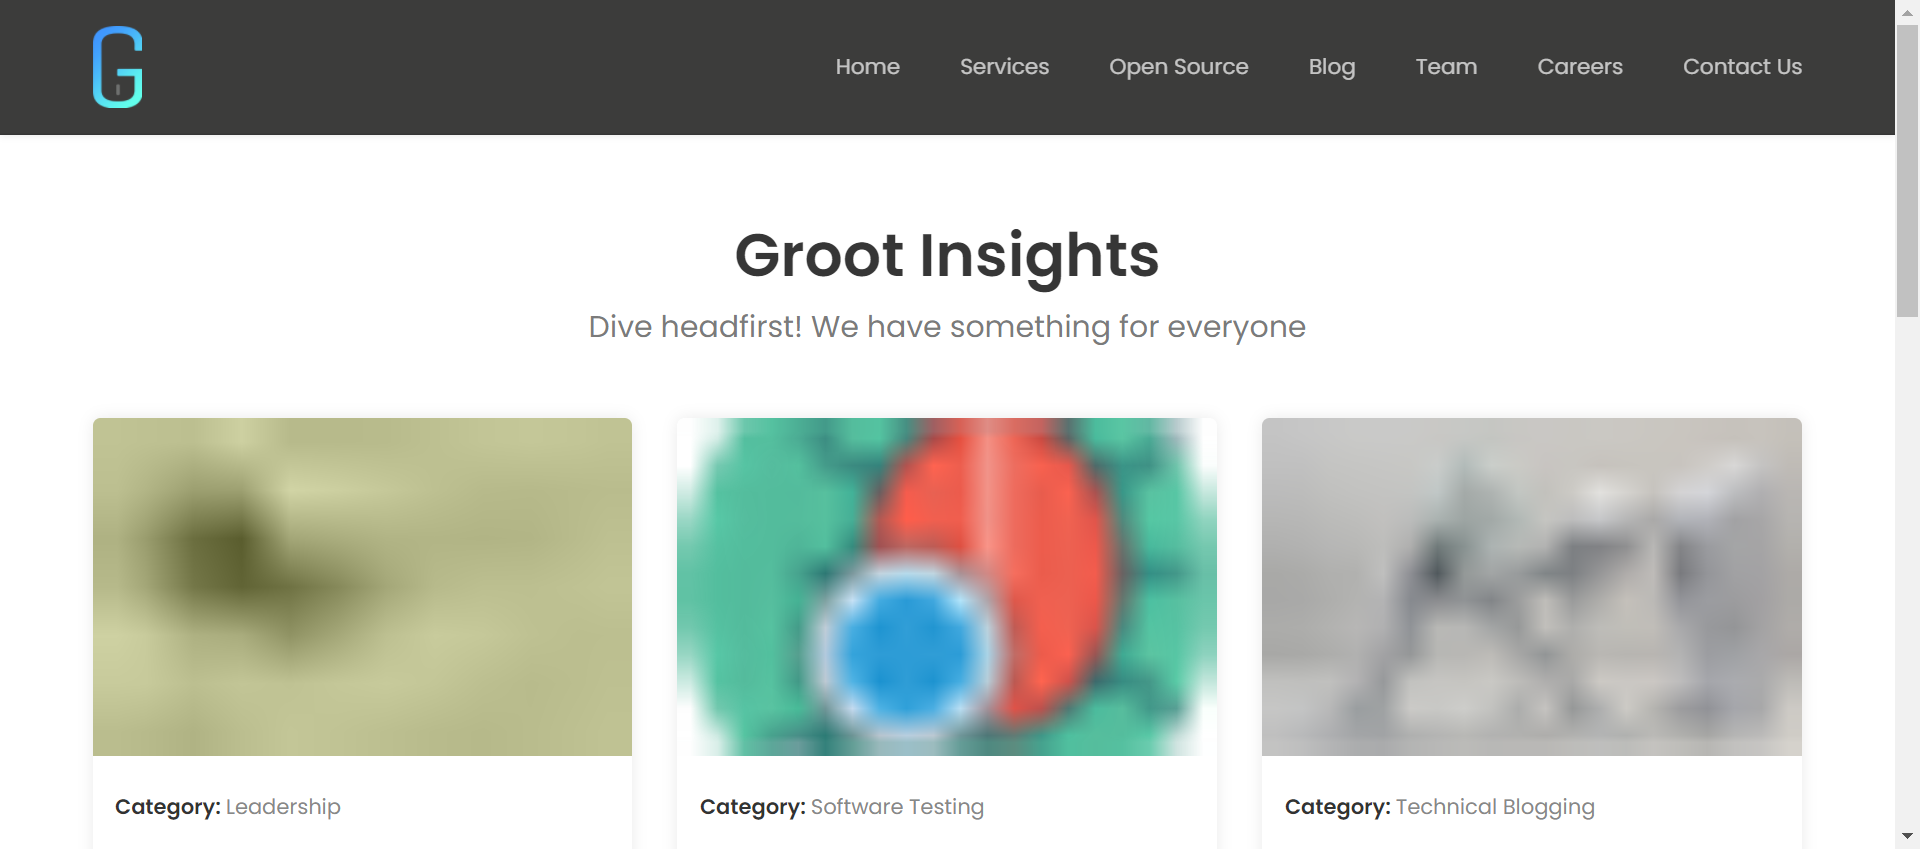 G
Home Services Open Source Blog Team Careers Contact Us
Groot Insights
Dive headfirst! We have something for everyone
Category: Leadership
Category: Software Testing
Category: Technical Blogging